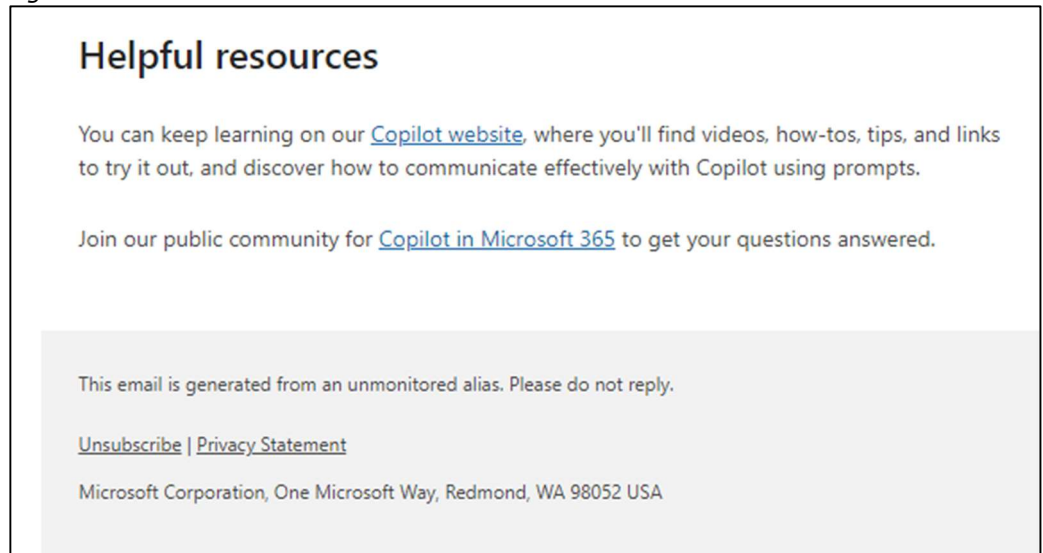 Helpful resources
You can keep learning on our Copilot website, where you'll find videos, how-tos, tips, and links
to try it out, and discover how to communicate effectively with Copilot using prompts.
Join our public community for Copilot in Microsoft 365 to get your questions answered.
This email is generated from an unmonitored alias. Please do not reply.
Unsubscribe | Privacy Statement
Microsoft Corporation, One Microsoft Way, Redmond, WA 98052 USA